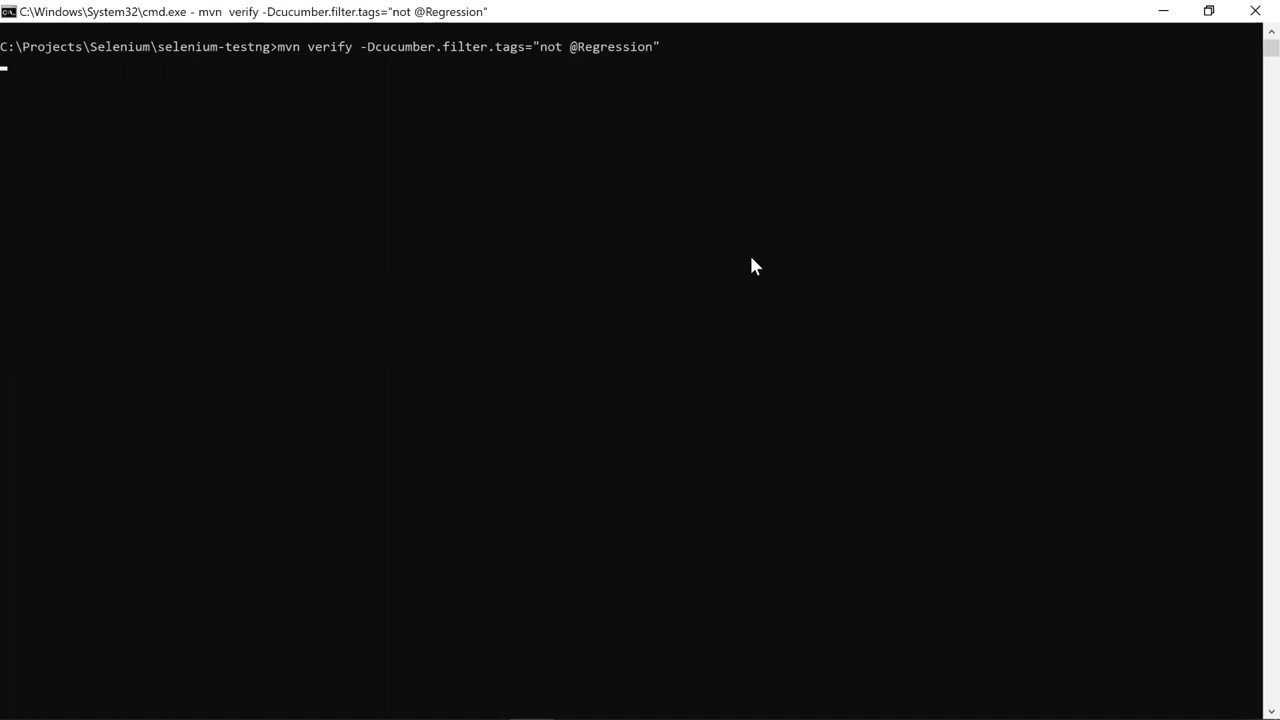 C:\Windows\System32\cmd.exe - mvn  verify -Dcucumber.filter.tags="not @Regression"
C:\Projects\Selenium\selenium-testng>mvn verify -Dcucumber.filter.tags="not @Regression"